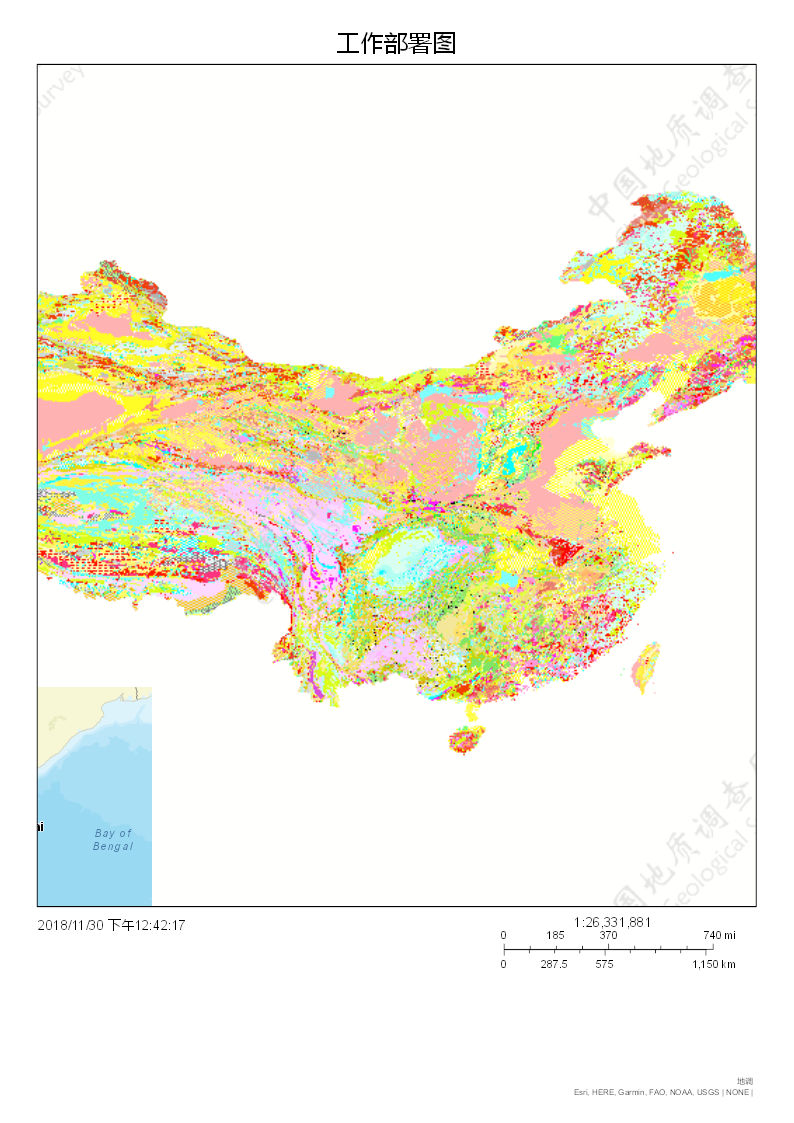 工作部署图
Survey
中国地质调查
Geological
Bay of
Bengal
中国地质调查
Geological
2018/11/30 下午12:42:17
1:26,331,881
0 185 370 740 mi
0 287.5 575 1,150 km
地调
Esri, HERE, Garmin, FAO, NOAA, USGS | NONE |